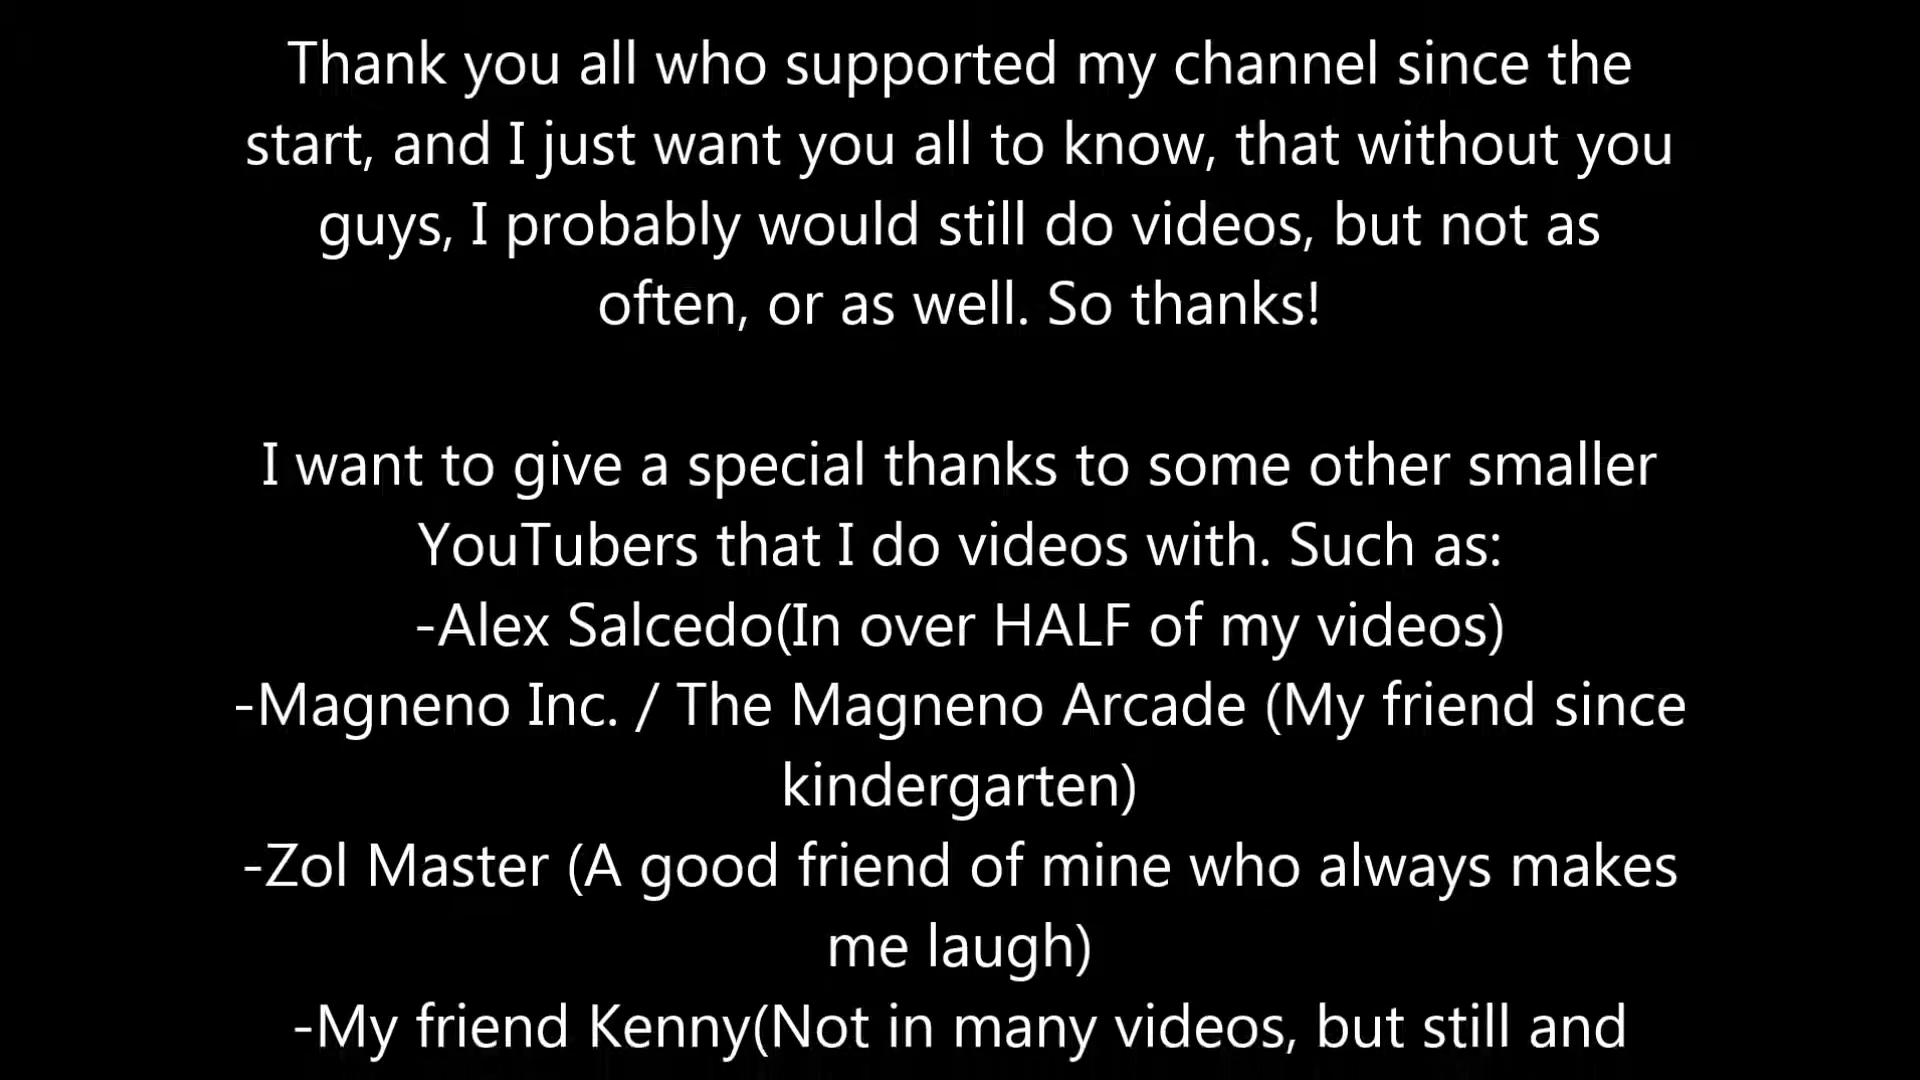 Thank you all who supported my channel since the
start, and I just want you all to know, that without you
guys, I probably would still do videos, but not as
often, or as well. So thanks!
I want to give a special thanks to some other smaller
YouTubers that I do videos with. Such as:
-Alex Salcedo(In over HALF of my videos)
-Magneno Inc. / The Magneno Arcade (My friend since
kindergarten)
-Zol Master (A good friend of mine who always makes
me laugh)
-My friend Kenny(Not in many videos, but still and